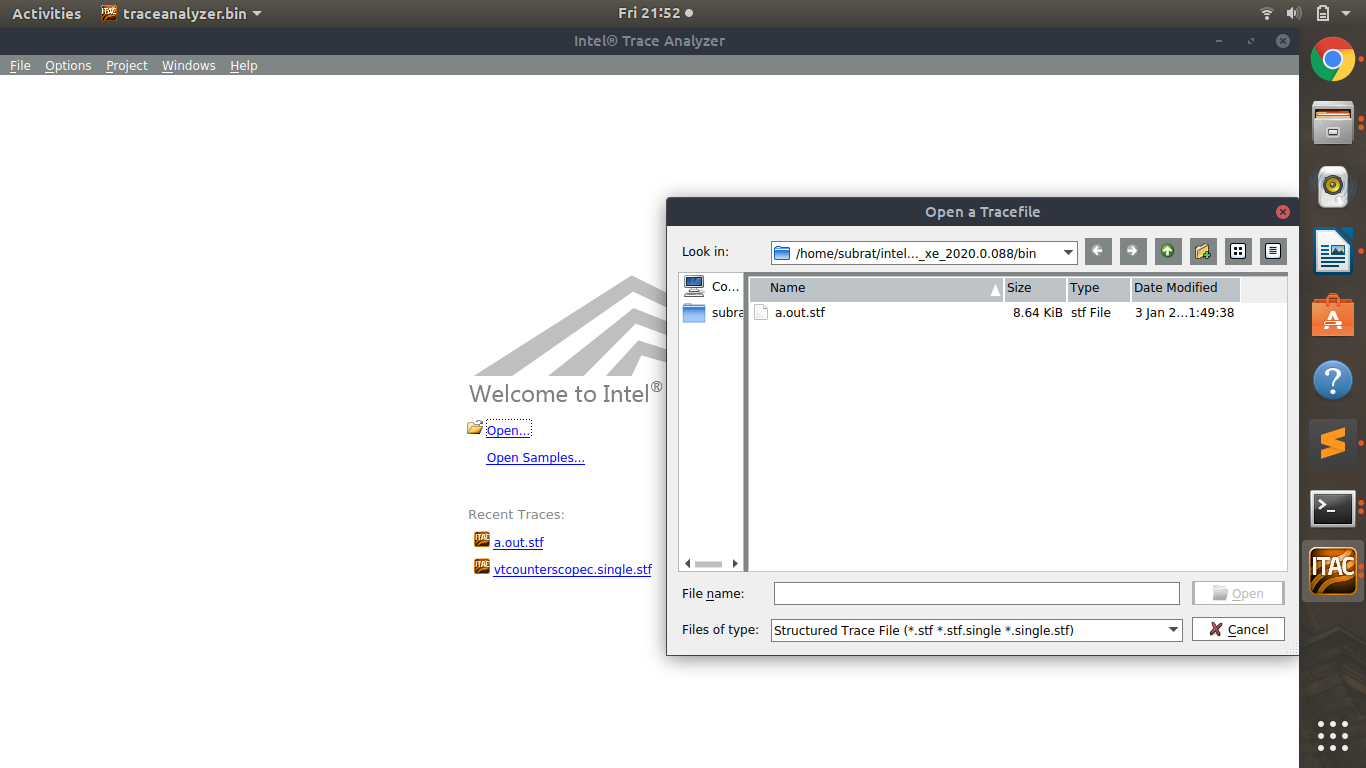 Activities traceanalyzer.bin Fri 21:52
Intel® Trace Analyzer
File Options Project Windows Help
Open a Tracefile
Look in: /home/subrat/intel..._xe_2020.0.088/bin
Co... Name Size Type Date Modified
subra a.out.stf 8.64 KiB stf File 3 Jan 2...1:49:38
Welcome to Intel®
Open...
Open Samples...
Recent Traces:
a.out.stf
vtcounterscopec.single.stf
File name: Open
Files of type: Structured Trace File (*.stf *.stf.single *.single.stf) Cancel
ITAC